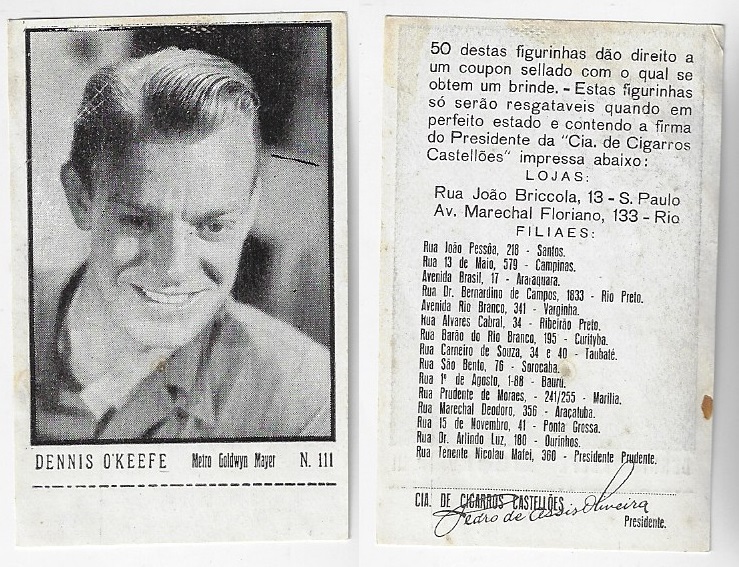 DENNIS O'KEEFE Metro Goldwyn Mayer N. 111
50 destas figurinhas dão direito a
um coupon sellado com o qual se
obtem um brinde. - Estas figurinhas
só serão resgataveis quando em
perfeito estado e contendo a firma
do Presidente da "Cia. de Cigarros
Castellões" impressa abaixo:
LOJAS:
Rua João Briccola, 13 - S. Paulo
Av. Marechal Floriano, 133 - Rio
FILIAES:
Rua João Pessôa, 218 - Santos.
Rua 13 de Maio, 579 - Campinas.
Avenida Brasil, 17 - Araraquara.
Rua Dr. Bernardino de Campos, 1833 - Rio Preto.
Avenida Rio Branco, 341 - Varginha.
Rua Alvares Cabral, 34 - Ribeirão Preto.
Rua Barão do Rio Branco, 195 - Curityba.
Rua Carneiro de Souza, 34 e 40 - Taubaté.
Rua São Bento, 76 - Sorocaba.
Rua 1º de Agosto, 1-88 - Baurú.
Rua Prudente de Moraes, - 241/255 - Marilia.
Rua Marechal Deodoro, 356 - Araçatuba.
Rua 15 de Novembro, 41 - Ponta Grossa.
Rua Dr. Arlindo Luz, 180 - Ourinhos.
Rua Tenente Nicolau Mafei, 360 - Presidente Prudente.
CIA. DE CIGARROS CASTELLÕES
Pedro de Assis Oliveira
Presidente.